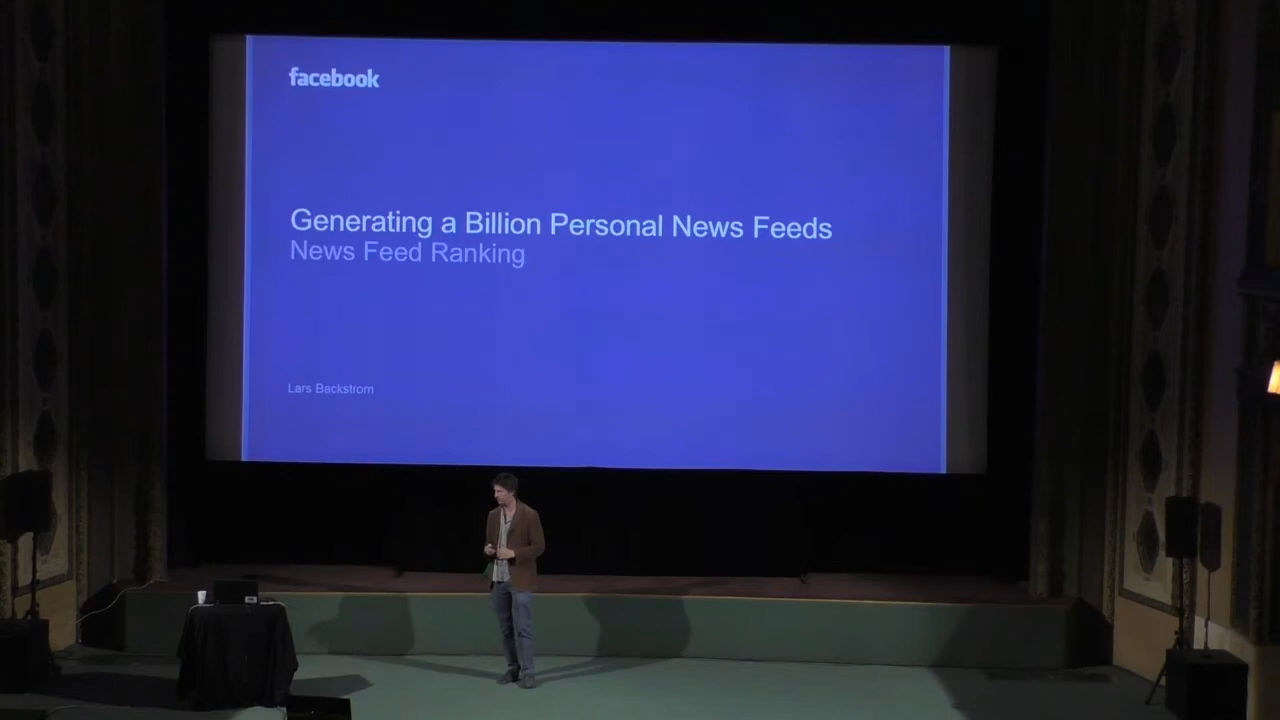 facebook
Generating a Billion Personal News Feeds
News Feed Ranking
Lars Backstrom